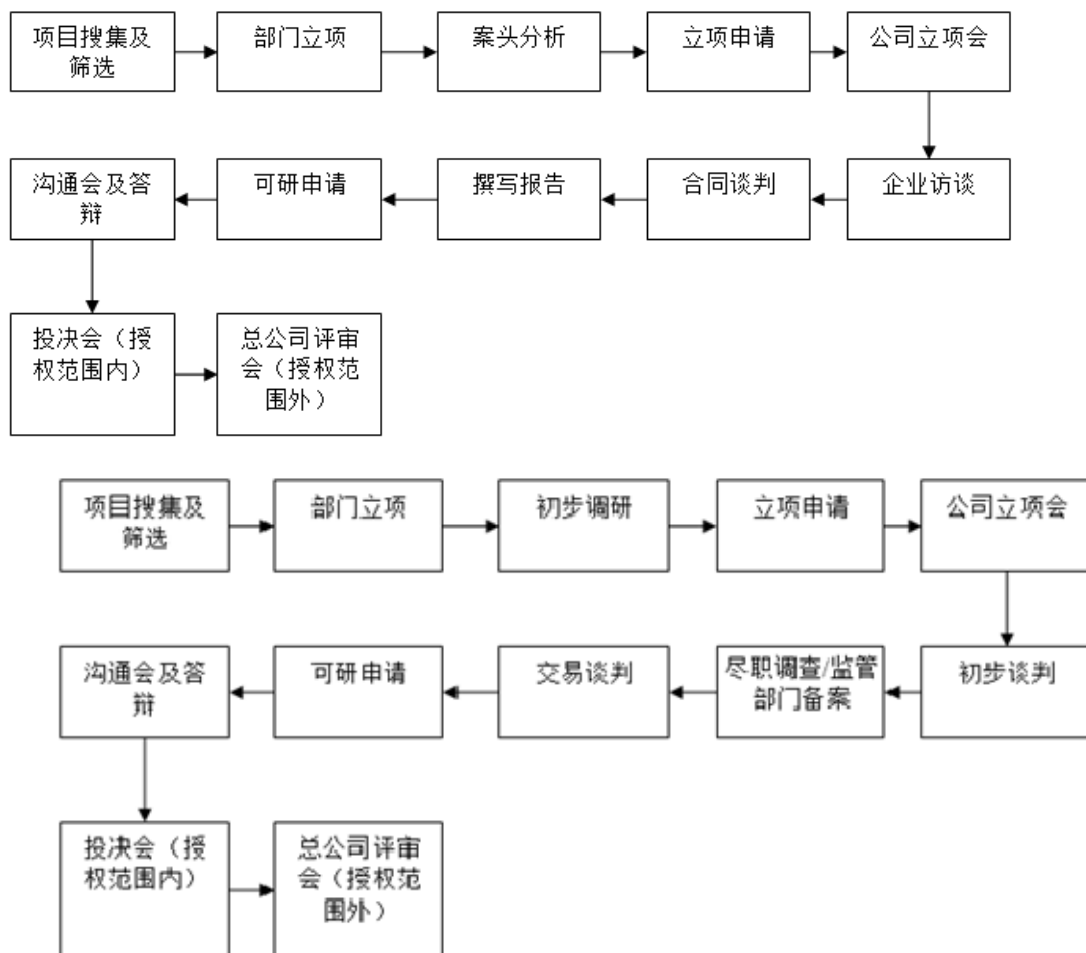 项目搜集及
筛选
部门立项
案头分析
立项申请
公司立项会
企业访谈
合同谈判
撰写报告
可研申请
沟通会及答
辩
投决会（授
权范围内）
总公司评审
会（授权范
围外）
项目搜集及
筛选
部门立项
初步调研
立项申请
公司立项会
初步谈判
尽职调查/监管
部门备案
交易谈判
可研申请
沟通会及答
辩
投决会（授
权范围内）
总公司评审
会（授权范
围外）